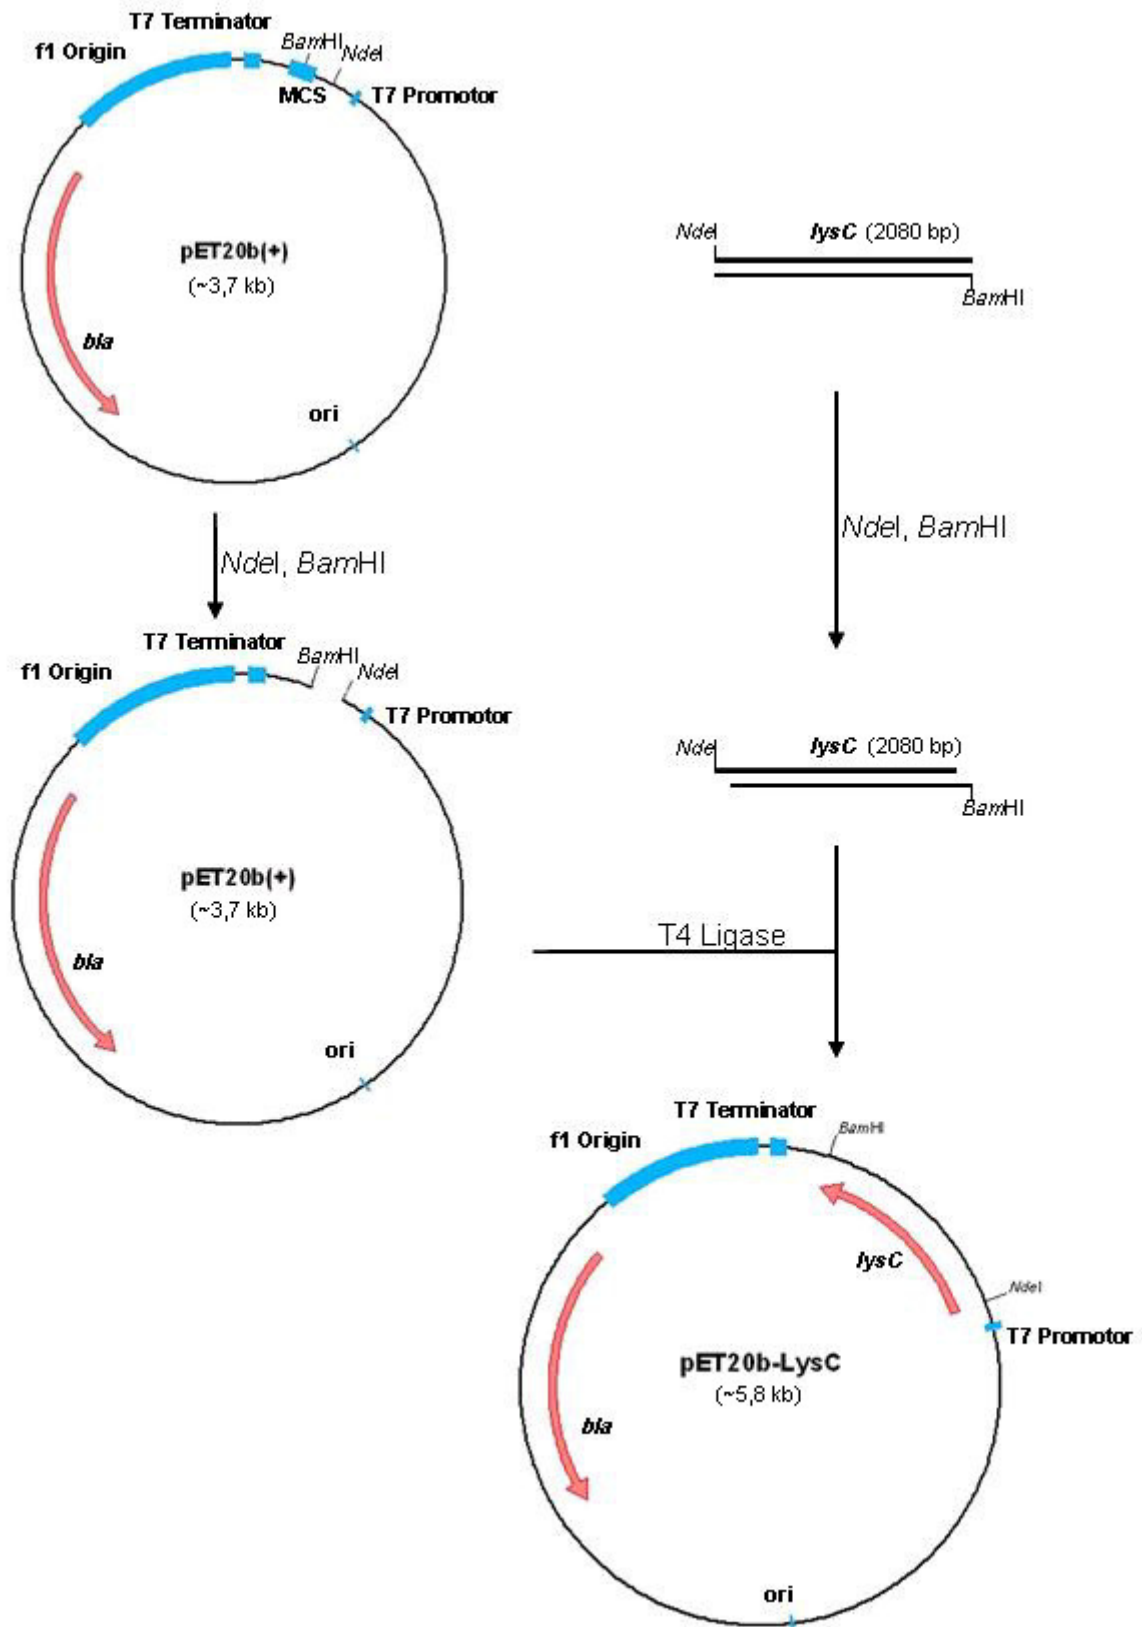 T7 Terminator
f1 Origin
BamHI
NdeI
MCS
T7 Promotor
pET20b(+)
(~3,7 kb)
bla
ori
NdeI
lysC (2080 bp)
BamHI
NdeI, BamHI
NdeI, BamHI
T7 Terminator
f1 Origin
BamHI
NdeI
T7 Promotor
pET20b(+)
(~3,7 kb)
bla
ori
NdeI
lysC (2080 bp)
BamHI
T4 Ligase
T7 Terminator
f1 Origin
BamHI
lysC
NdeI
T7 Promotor
pET20b-LysC
(~5,8 kb)
bla
ori